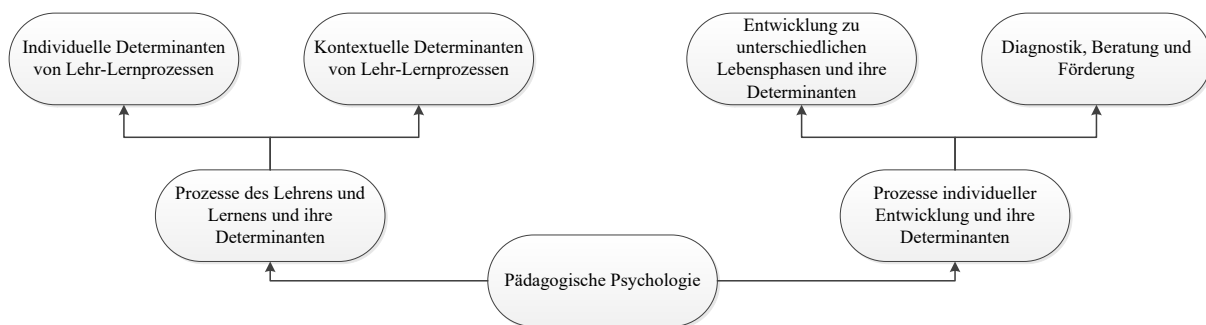 Individuelle Determinanten
von Lehr-Lernprozessen
Kontextuelle Determinanten
von Lehr-Lernprozessen
Entwicklung zu
unterschiedlichen
Lebensphasen und ihre
Determinanten
Diagnostik, Beratung und
Förderung
Prozesse des Lehrens und
Lernens und ihre
Determinanten
Prozesse individueller
Entwicklung und ihre
Determinanten
Pädagogische Psychologie